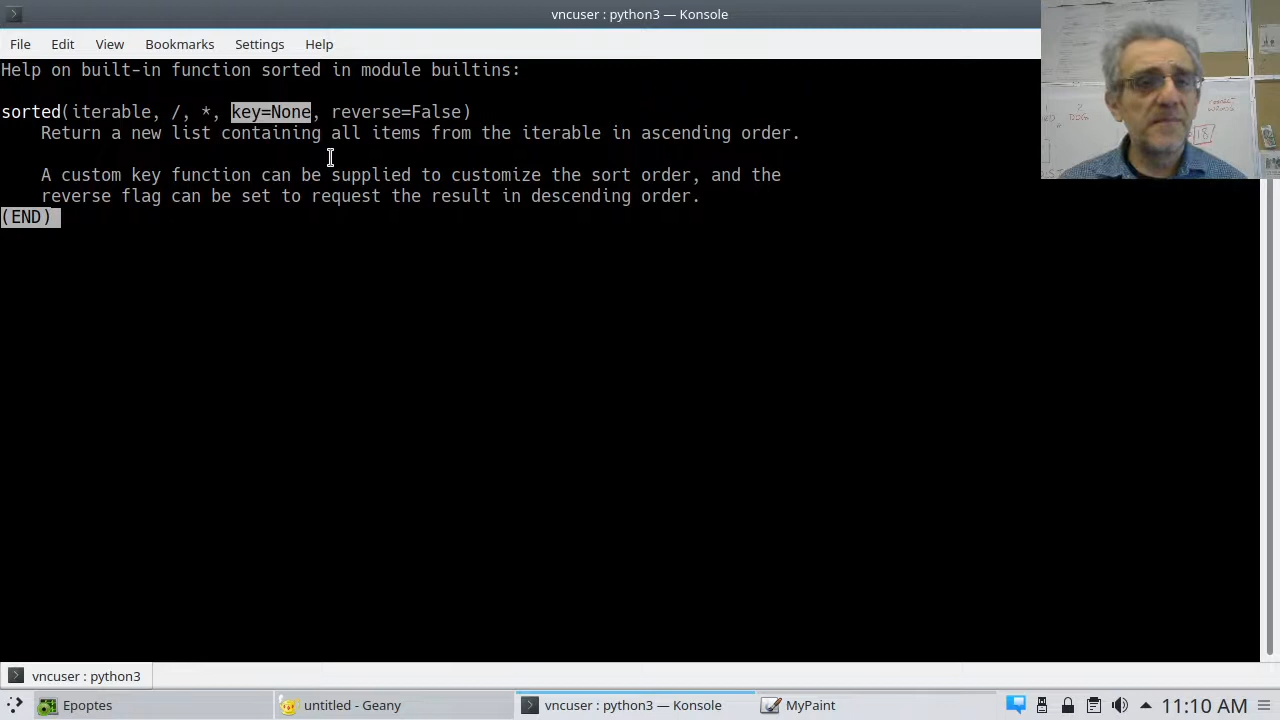 vncuser : python3 — Konsole
File Edit View Bookmarks Settings Help
Help on built-in function sorted in module builtins:
sorted(iterable, /, *, key=None, reverse=False)
Return a new list containing all items from the iterable in ascending order.
A custom key function can be supplied to customize the sort order, and the
reverse flag can be set to request the result in descending order.
(END)
18
vncuser : python3
Epoptes
untitled - Geany
vncuser : python3 — Konsole
MyPaint
11:10 AM